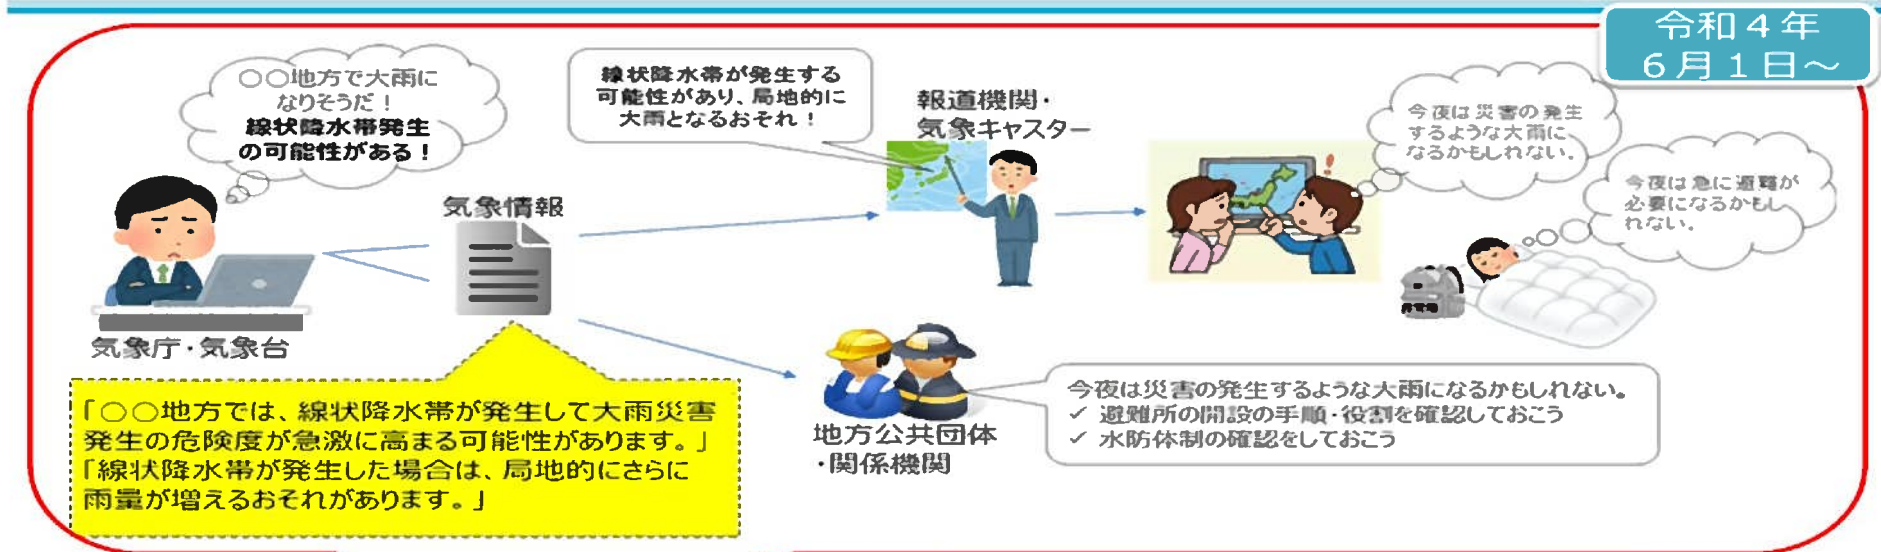 令和４年
６月１日～
○○地方で大雨に
なりそうだ！
線状降水帯発生
の可能性がある！
気象庁・気象台
気象情報
「○○地方では、線状降水帯が発生して大雨災害
発生の危険度が急激に高まる可能性があります。」
「線状降水帯が発生した場合は、局地的にさらに
雨量が増えるおそれがあります。」
線状降水帯が発生する
可能性があり、局地的に
大雨となるおそれ！
報道機関・
気象キャスター
今夜は災害の発生
するような大雨に
なるかもしれない。
今夜は急に避難が
必要になるかもし
れない。
地方公共団体
・関係機関
今夜は災害の発生するような大雨になるかもしれない。
✓ 避難所の開設の手順・役割を確認しておこう
✓ 水防体制の確認をしておこう